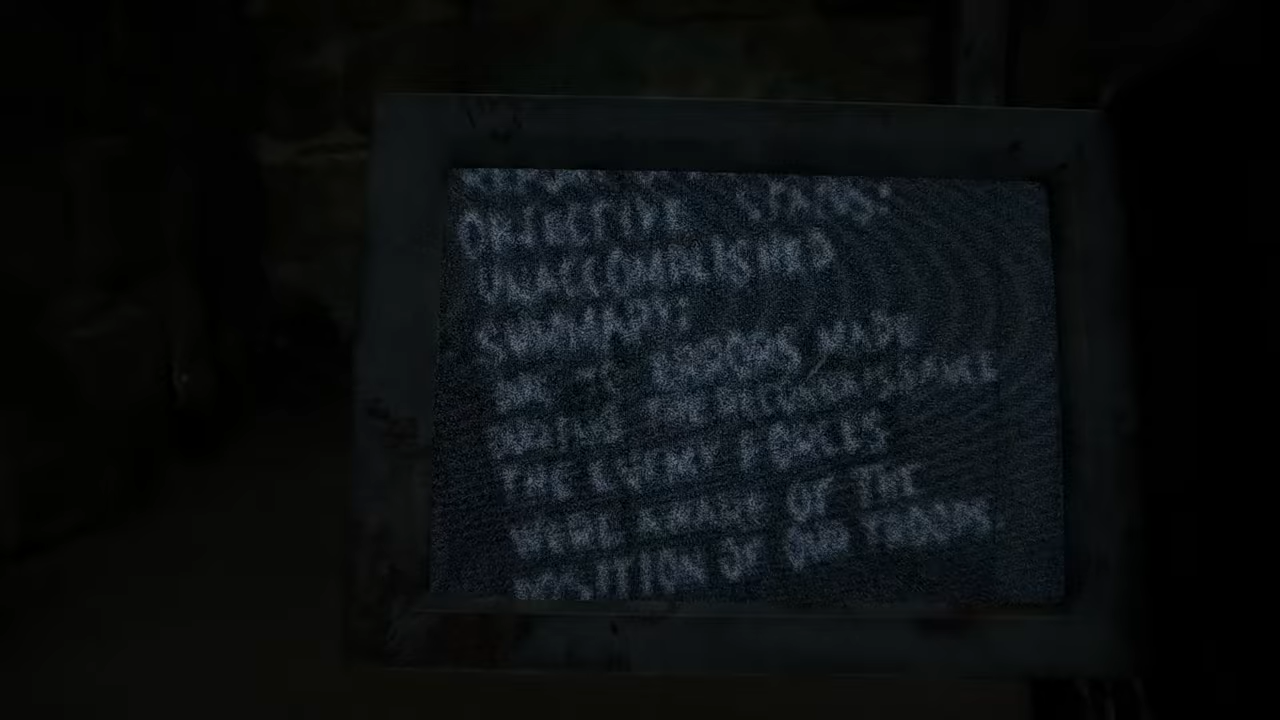 OBJECTIVE STATUS:
UNACCOMPLISHED
SUMMARY:
ERRORS MADE
DURING THE RECONNAISSANCE
THE ENEMY FORCES
WERE AWARE OF THE
POSITION OF OUR TROOPS